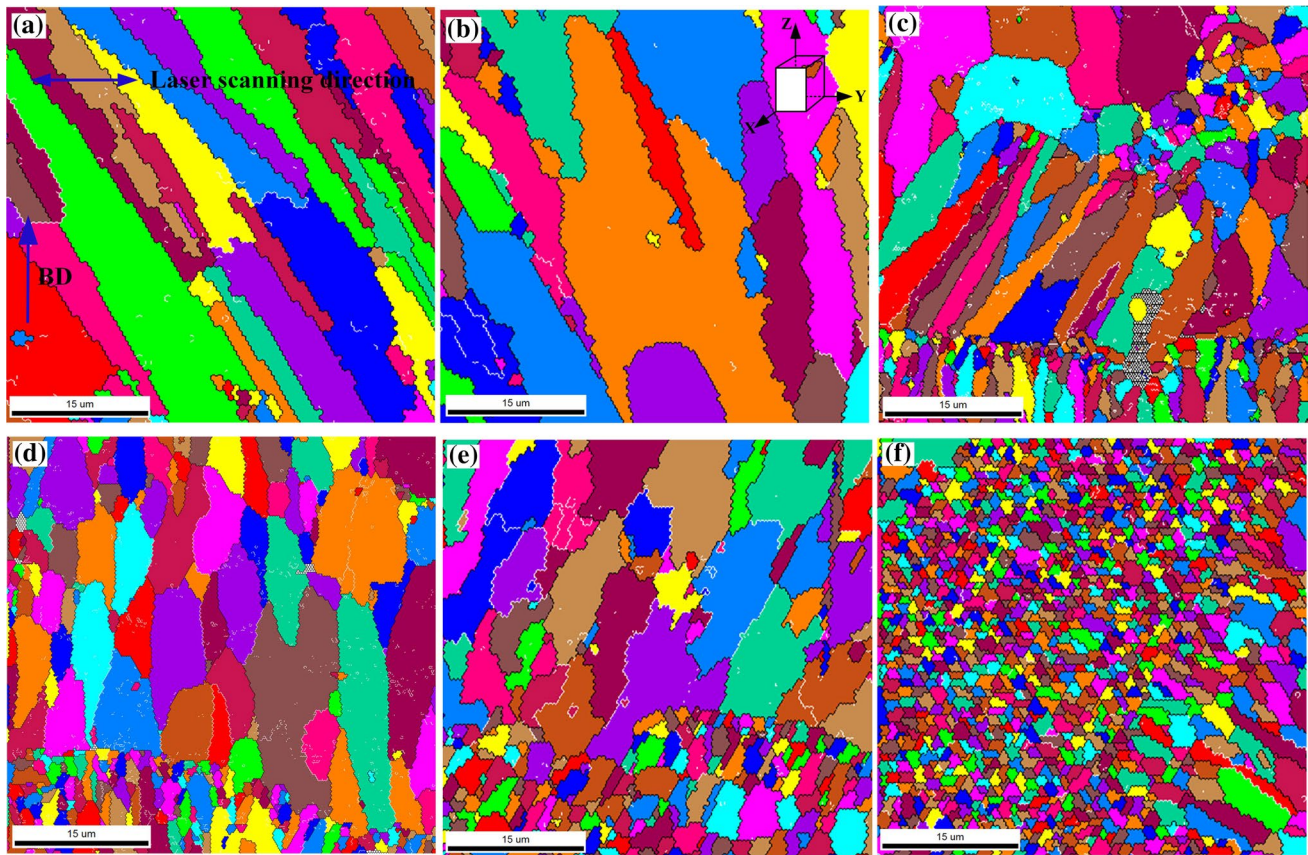 (a)
Laser scanning direction
BD
15 um
(b)
Z
Y
X
15 um
(c)
15 um
(d)
15 um
(e)
15 um
(f)
15 um